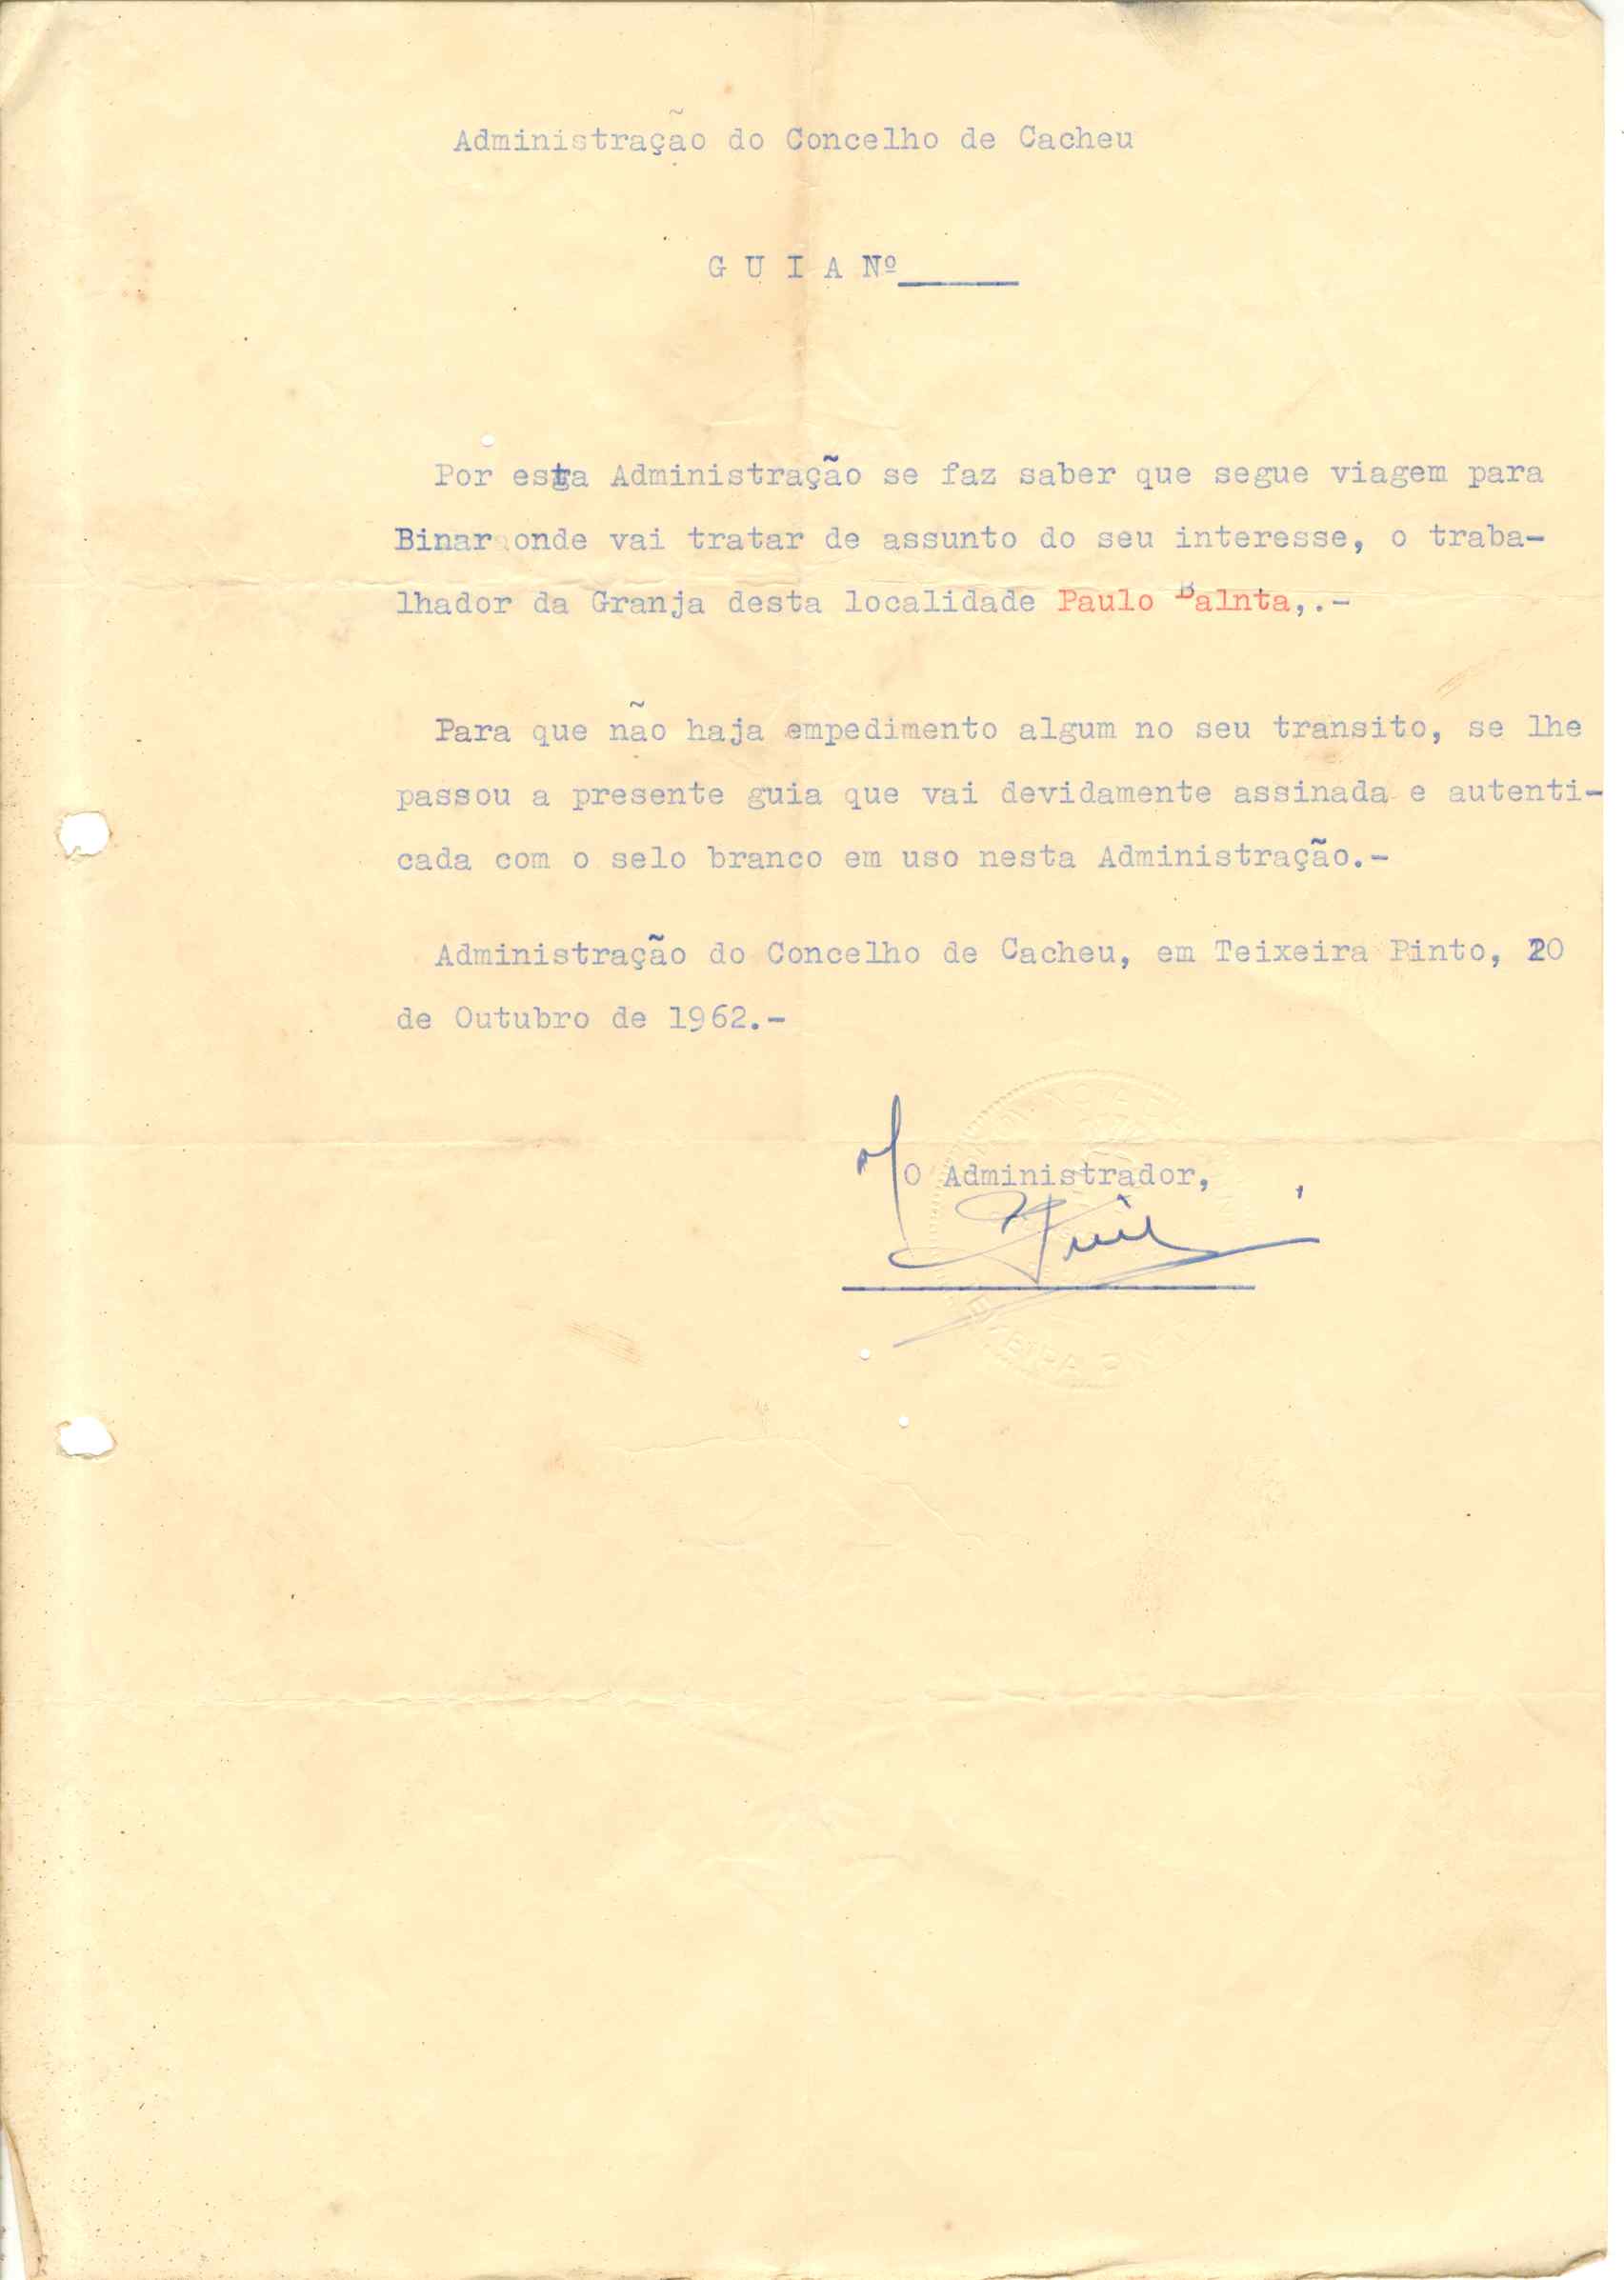 Administração do Concelho de Cacheu
G U I A Nº_____
Por esta Administração se faz saber que segue viagem para
Binar onde vai tratar de assunto do seu interesse, o traba-
lhador da Granja desta localidade Paulo Balnta,.-
Para que não haja empedimento algum no seu transito, se lhe
passou a presente guia que vai devidamente assinada e autenti-
cada com o selo branco em uso nesta Administração.-
Administração do Concelho de Cacheu, em Teixeira Pinto, 20
de Outubro de 1962.-
O Administrador,